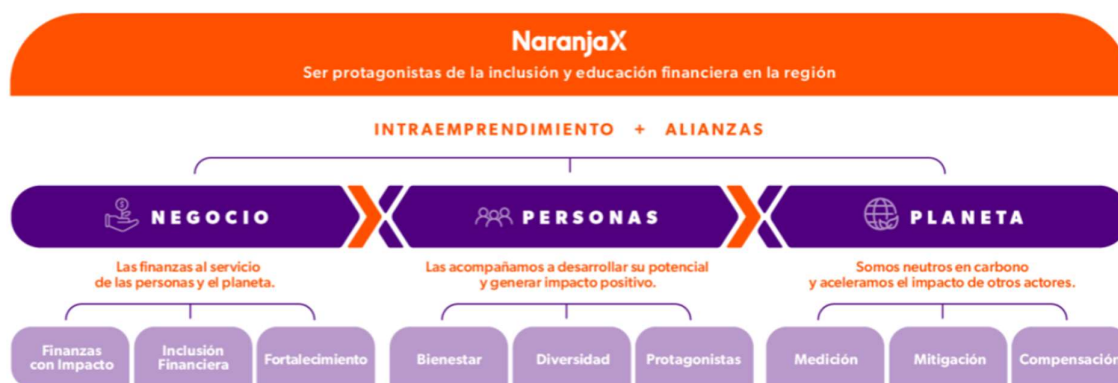 NaranjaX
Ser protagonistas de la inclusión y educación financiera en la región
INTRAEMPRENDIMIENTO + ALIANZAS
NEGOCIO
PERSONAS
PLANETA
Las finanzas al servicio
de las personas y el planeta.
Las acompañamos a desarrollar su potencial
y generar impacto positivo.
Somos neutros en carbono
y aceleramos el impacto de otros actores.
Finanzas
con Impacto
Inclusión
Financiera
Fortalecimiento
Bienestar
Diversidad
Protagonistas
Medición
Mitigación
Compensación